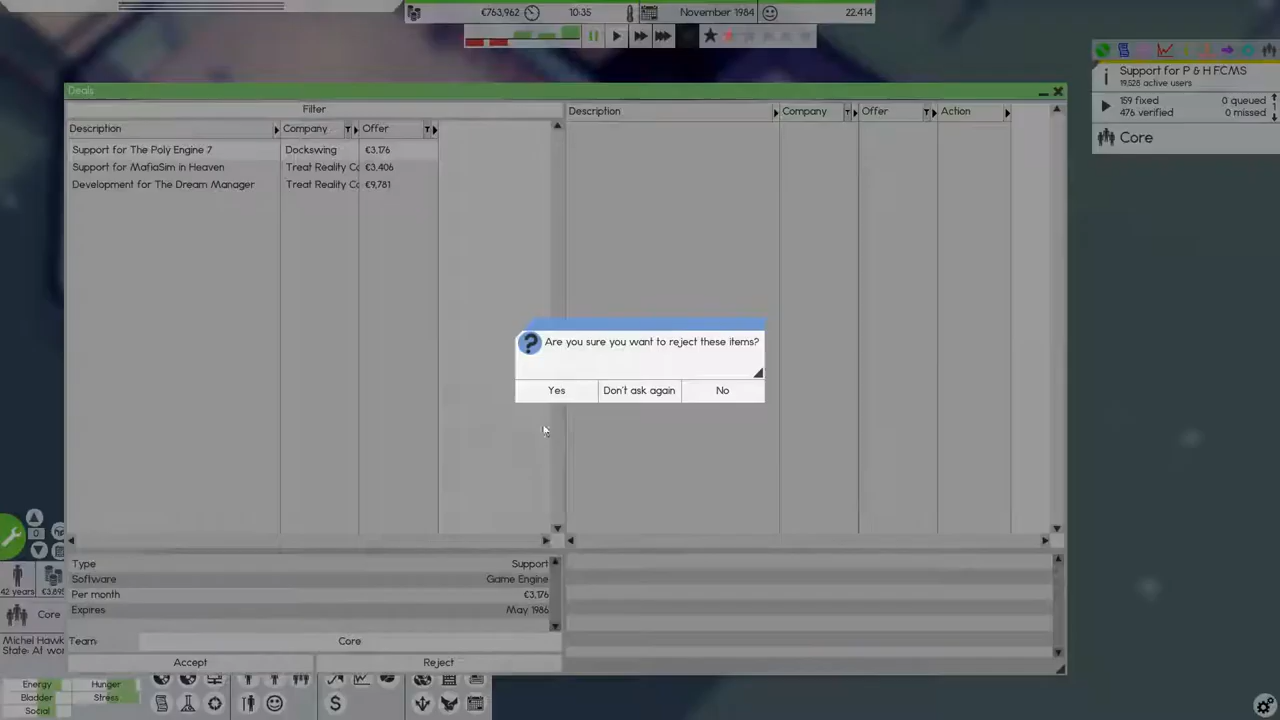 €763,962 10:35 November 1984 22.414
Support for P & H FCMS
19,528 active users
159 fixed 0 queued
476 verified 0 missed
Core
Deals
Filter
Description Company Offer
Support for The Poly Engine 7 Dockswing €3,176
Support for MafiaSim in Heaven Treat Reality Co €3,406
Development for The Dream Manager Treat Reality Co €9,781
Description Company Offer Action
Are you sure you want to reject these items?
Yes Don't ask again No
Type Support
Software Game Engine
Per month €3,176
Expires May 1986
Team: Core
Accept Reject
0
42 years €3,895
Core
Michel Hawk
State: At wor
Energy Hunger
Bladder Stress
Social